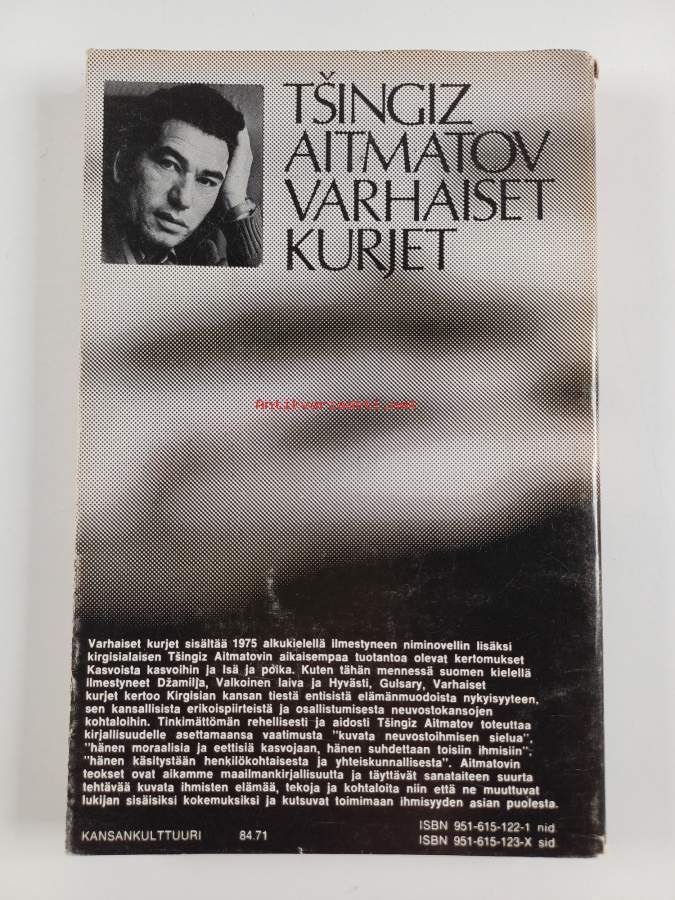 TŠINGIZ
AITMATOV
VARHAISET
KURJET
Antikvariaatti.net
Varhaiset kurjet sisältää 1975 alkukielellä ilmestyneen niminovellin lisäksi
kirgisialaisen Tšingiz Aitmatovin aikaisempaa tuotantoa olevat kertomukset
Kasvoista kasvoihin ja Isä ja poika. Kuten tähän mennessä suomen kielellä
ilmestyneet Džamilja, Valkoinen laiva ja Hyvästi, Gulsary, Varhaiset
kurjet kertoo Kirgisian kansan tiestä entisistä elämänmuodoista nykyisyyteen,
sen kansallisista erikoispiirteistä ja osallistumisesta neuvostokansojen
kohtaloihin. Tinkimättömän rehellisesti ja aidosti Tšingiz Aitmatov toteuttaa
kirjallisuudelle asettamaansa vaatimusta "kuvata neuvostoihmisen sielua",
"hänen moraalisia ja eettisiä kasvojaan, hänen suhdettaan toisiin ihmisiin",
"hänen käsitystään henkilökohtaisesta ja yhteiskunnallisesta". Aitmatovin
teokset ovat aikamme maailmankirjallisuutta ja täyttävät sanataiteen suurta
tehtävää kuvata ihmisten elämää, tekoja ja kohtaloita niin että ne muuttuvat
lukijan sisäisiksi kokemuksiksi ja kutsuvat toimimaan ihmisyyden asian puolesta.
KANSANKULTTUURI 84.71
ISBN 951-615-122-1 nid
ISBN 951-615-123-X sid